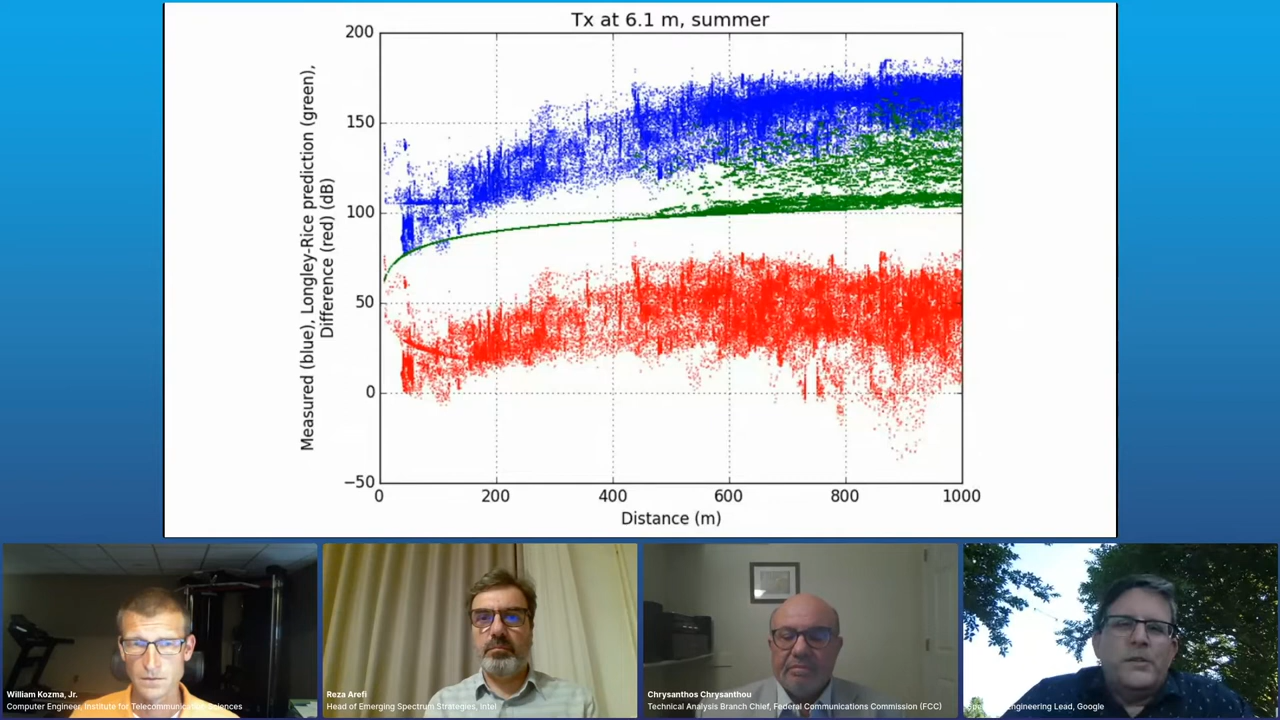 Tx at 6.1 m, summer
Measured (blue), Longley-Rice prediction (green),
Difference (red) (dB)
200
150
100
50
0
−50
0
200
400
600
800
1000
Distance (m)
William Kozma, Jr.
Computer Engineer, Institute for Telecommunication Sciences
Reza Arefi
Head of Emerging Spectrum Strategies, Intel
Chrysanthos Chrysanthou
Technical Analysis Branch Chief, Federal Communications Commission (FCC)
Engineering Lead, Google